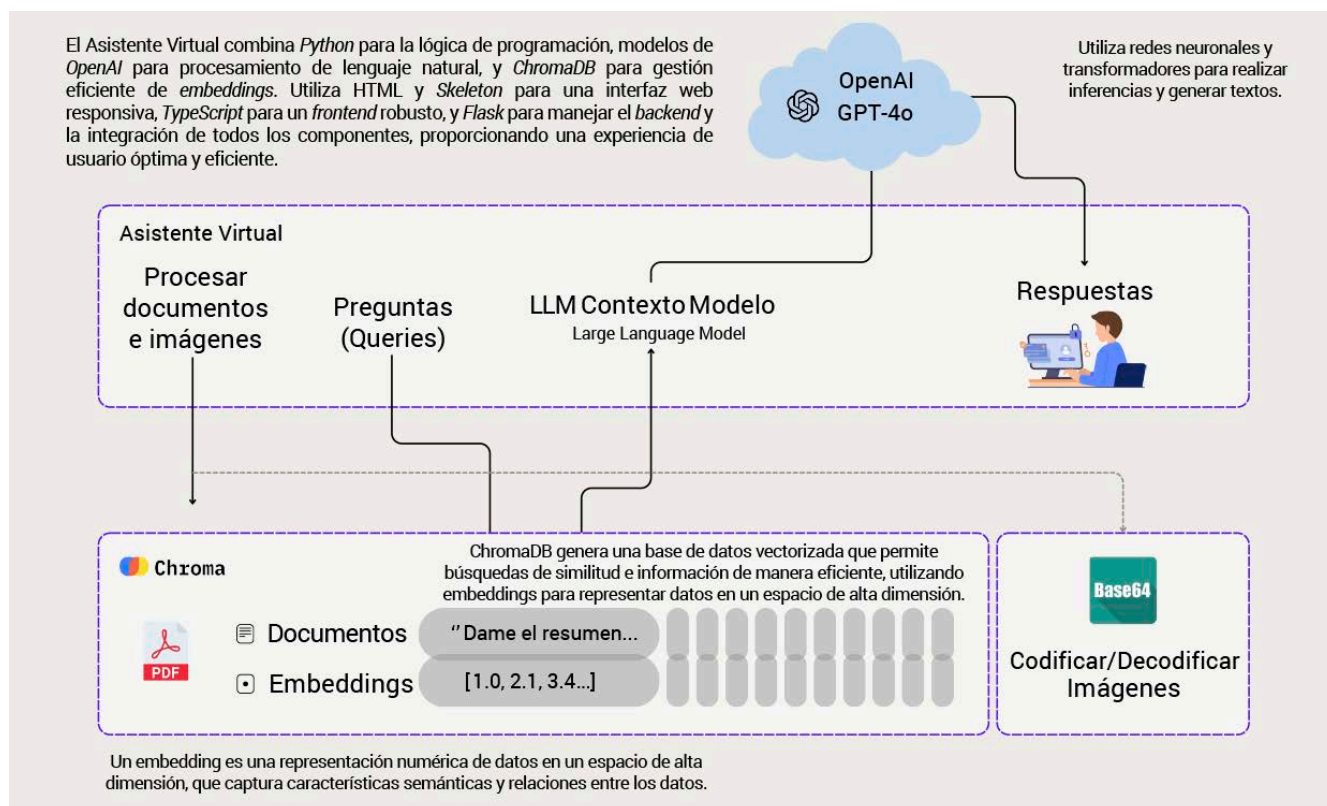 El Asistente Virtual combina Python para la lógica de programación, modelos de
OpenAI para procesamiento de lenguaje natural, y ChromaDB para gestión
eficiente de embeddings. Utiliza HTML y Skeleton para una interfaz web
responsiva, TypeScript para un frontend robusto, y Flask para manejar el backend y
la integración de todos los componentes, proporcionando una experiencia de
usuario óptima y eficiente.
OpenAI
GPT-4o
Utiliza redes neuronales y
transformadores para realizar
inferencias y generar textos.
Asistente Virtual
Procesar
documentos
e imágenes
Preguntas
(Queries)
LLM Contexto Modelo
Large Language Model
Respuestas
Chroma
ChromaDB genera una base de datos vectorizada que permite
búsquedas de similitud e información de manera eficiente, utilizando
embeddings para representar datos en un espacio de alta dimensión.
PDF
Documentos
“Dame el resumen...
Embeddings
[1.0, 2.1, 3.4...]
Base64
Codificar/Decodificar
Imágenes
Un embedding es una representación numérica de datos en un espacio de alta
dimensión, que captura características semánticas y relaciones entre los datos.